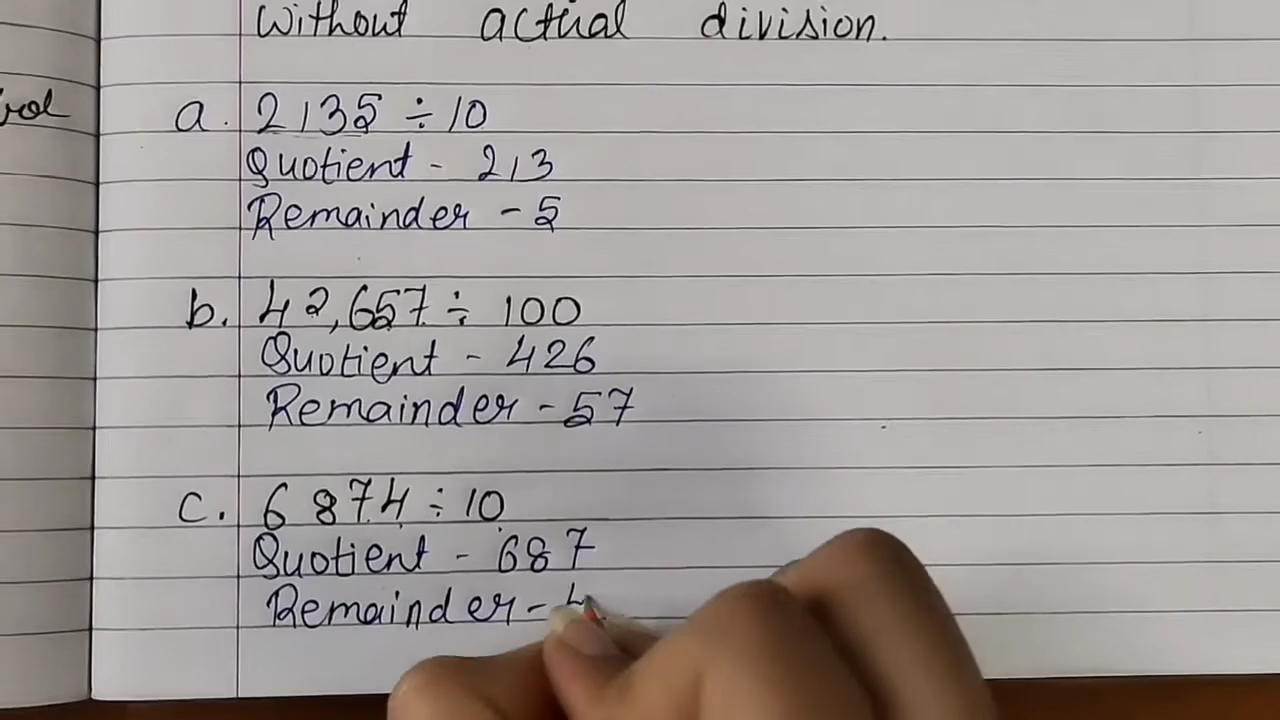 without actual division.
a. 2135 ÷ 10
Quotient - 213
Remainder - 5
b. 42,657 ÷ 100
Quotient - 426
Remainder - 57
c. 6874 ÷ 10
Quotient - 687
Remainder - 4